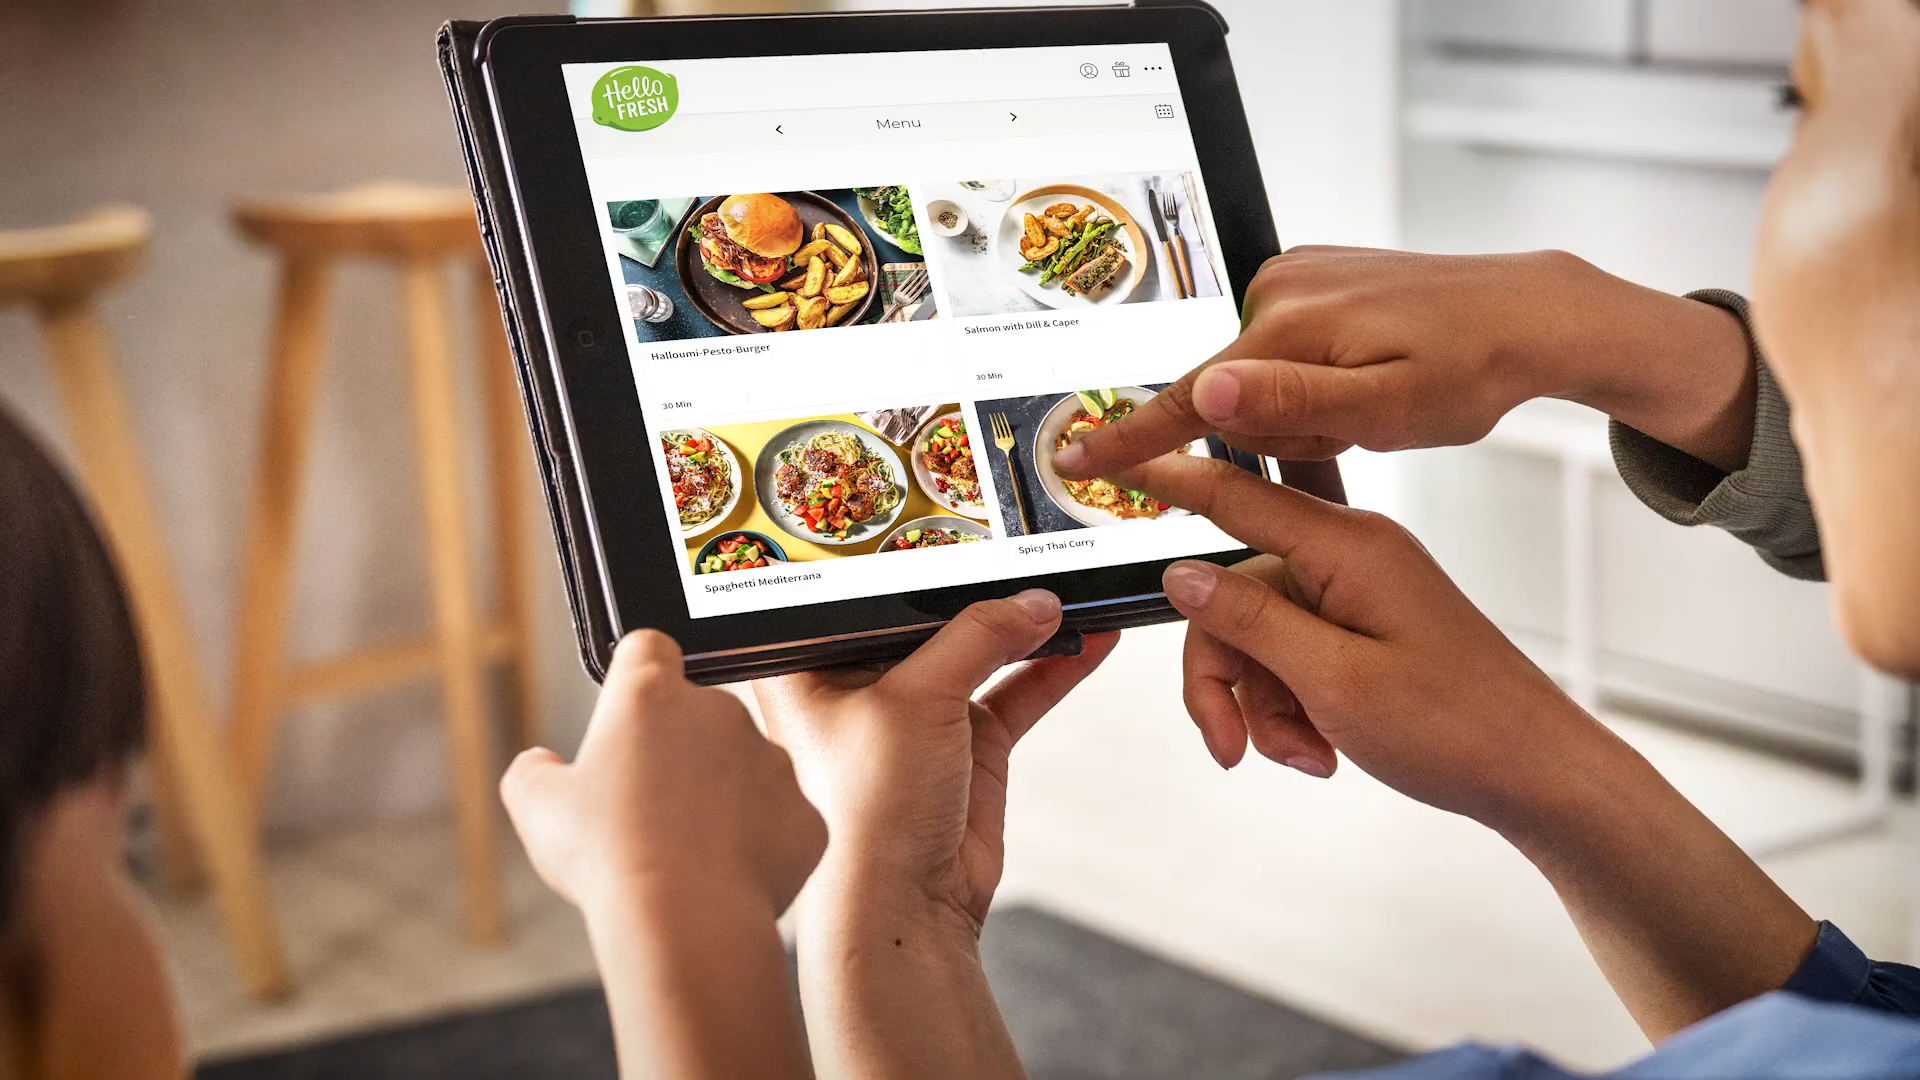 Hello
FRESH
Menu
Halloumi-Pesto-Burger
30 Min
Salmon with Dill & Caper
30 Min
Spaghetti Mediterrana
Spicy Thai Curry